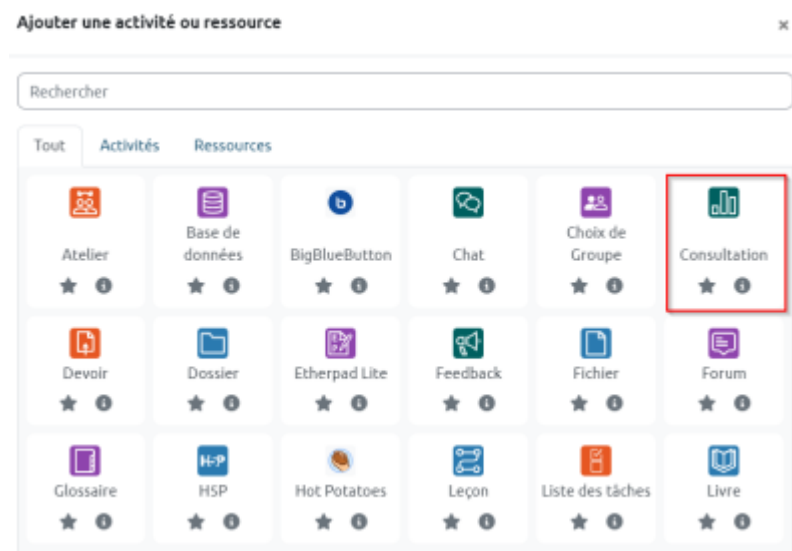 Ajouter une activité ou ressource ×
Rechercher
Tout Activités Ressources
Atelier
Base de
données
BigBlueButton
Chat
Choix de
Groupe
Consultation
Devoir
Dossier
Etherpad Lite
Feedback
Fichier
Forum
Glossaire
H-P
H5P
Hot Potatoes
Leçon
Liste des tâches
Livre